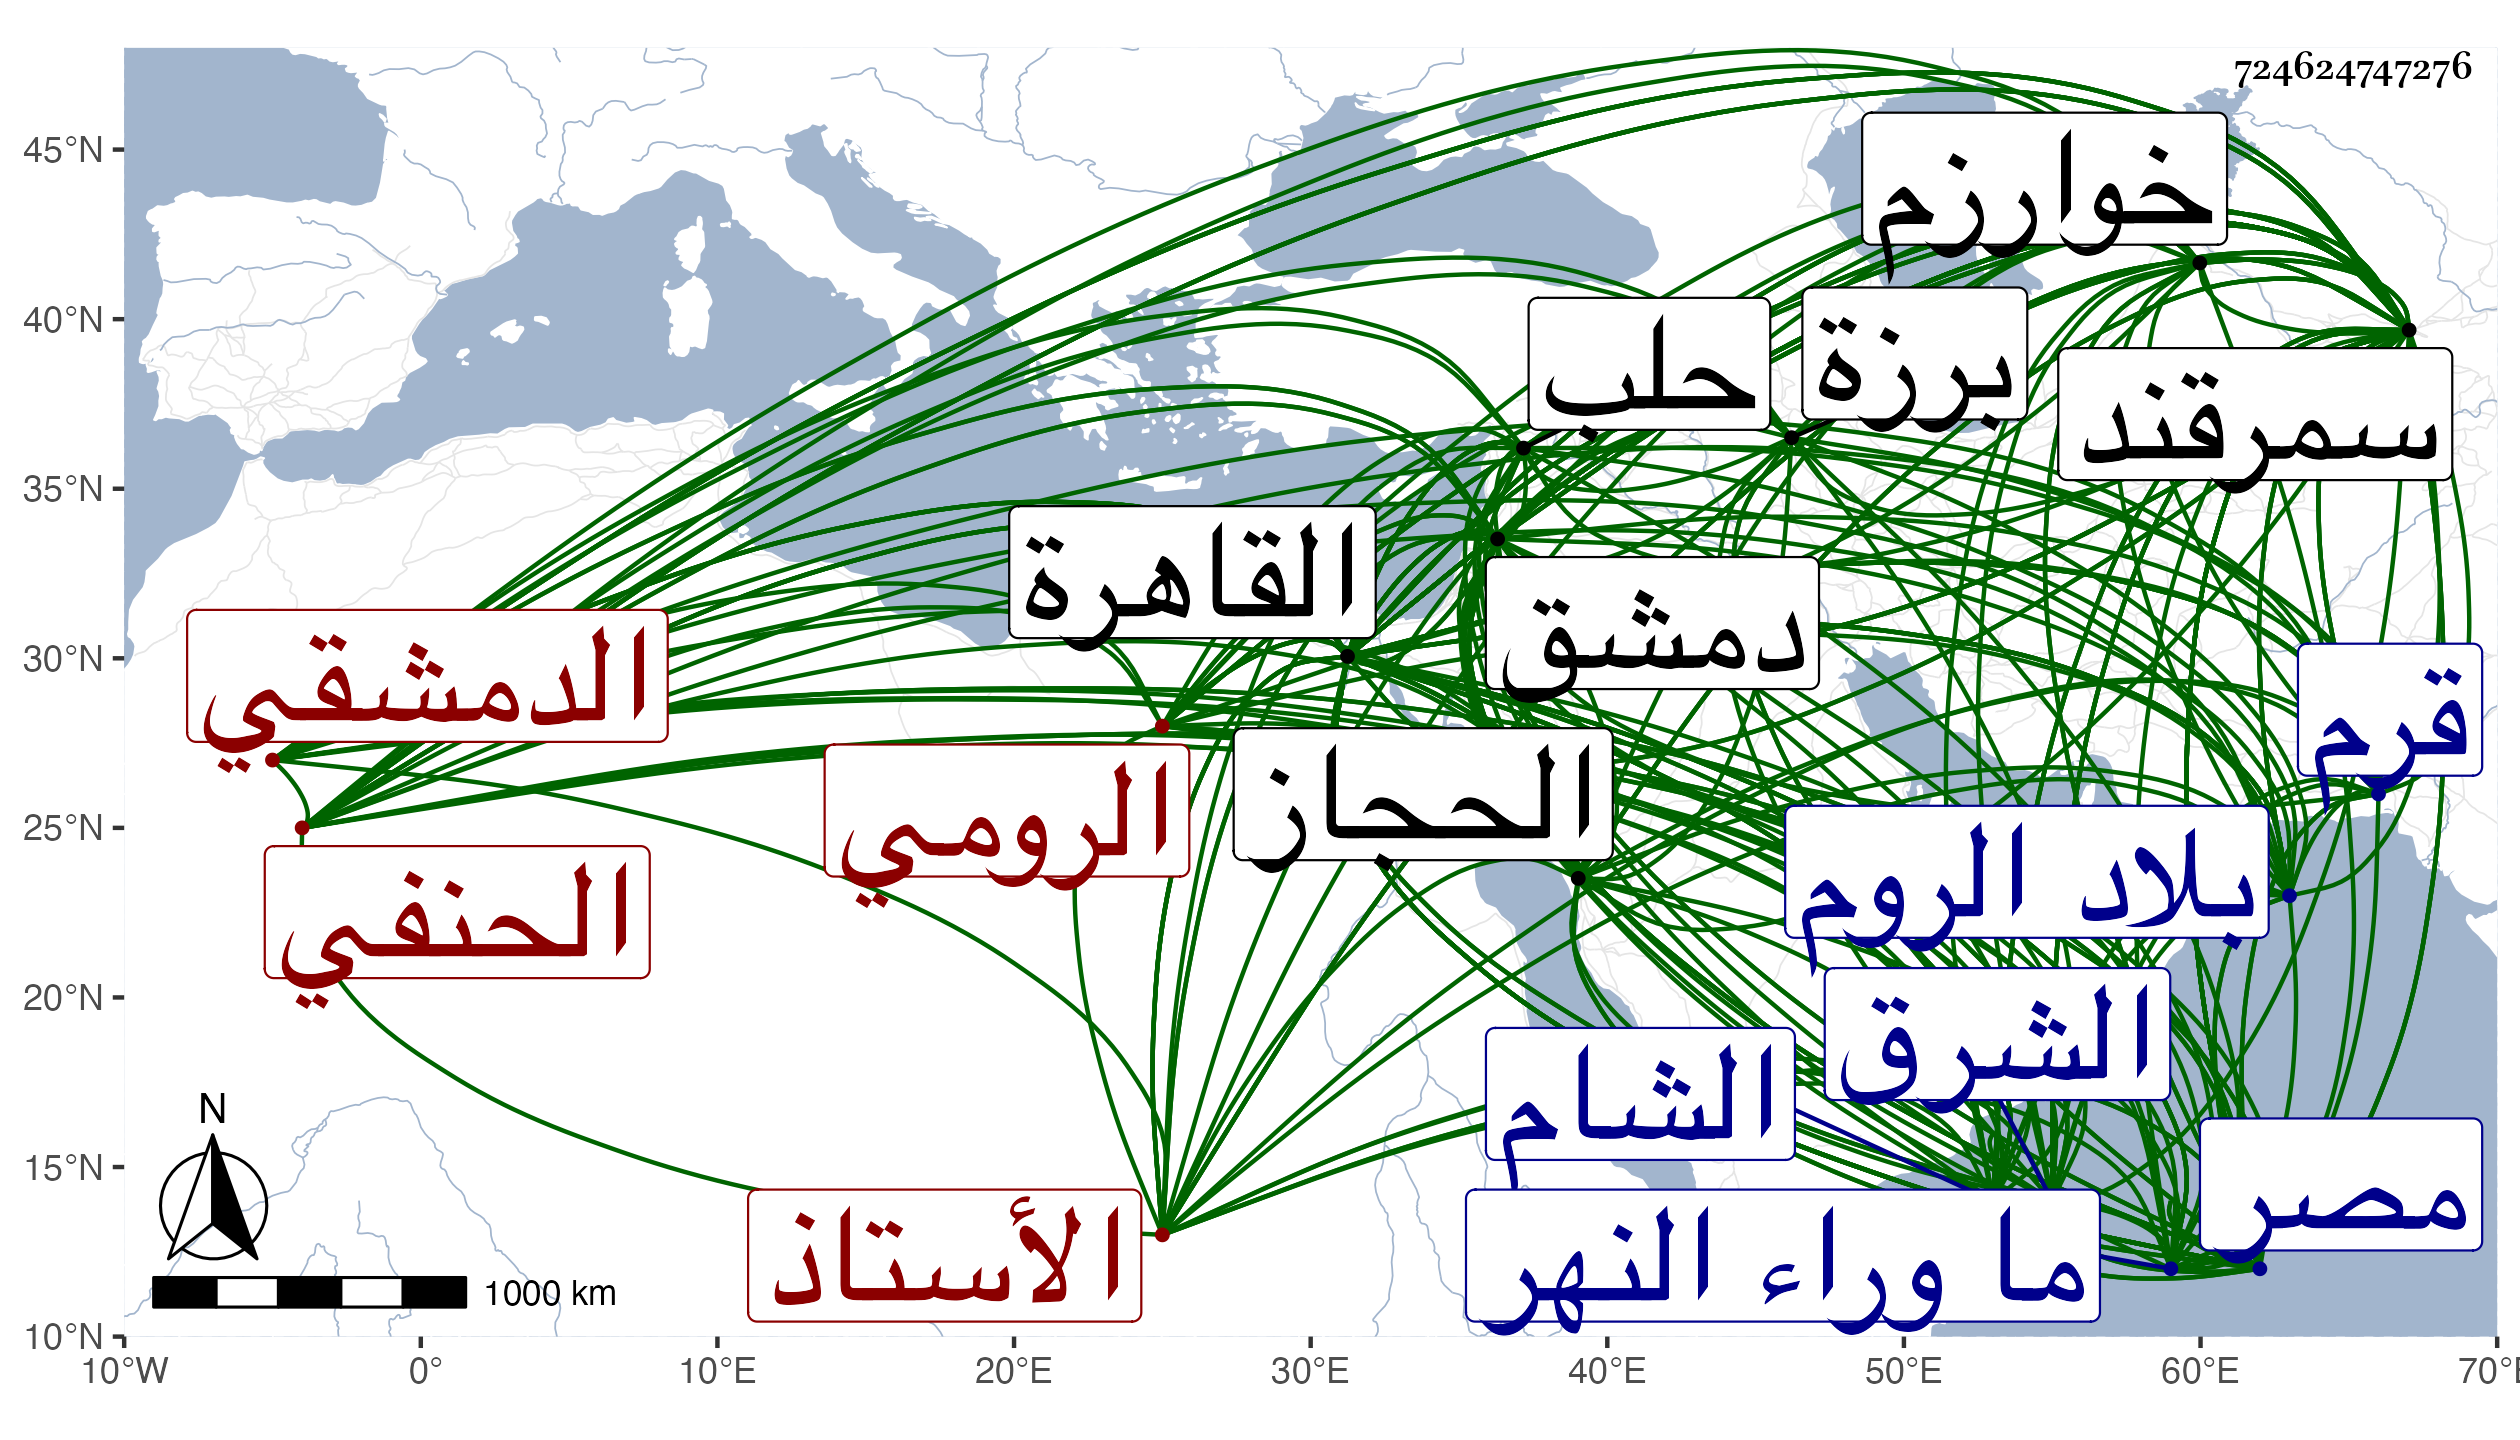 724624747276
خوارزم
حلب
برزة
سمرقند
القاهرة
دمشق
الدمشقي
قرم
الرومي
الحجاز
بلاد الروم
الحنفي
الشرق
الشام
مصر
الأستاذ
ما وراء النهر
N
1000 km
45°N
40°N
35°N
30°N
25°N
20°N
15°N
10°N
10°W
0°
10°E
20°E
30°E
40°E
50°E
60°E
70°E